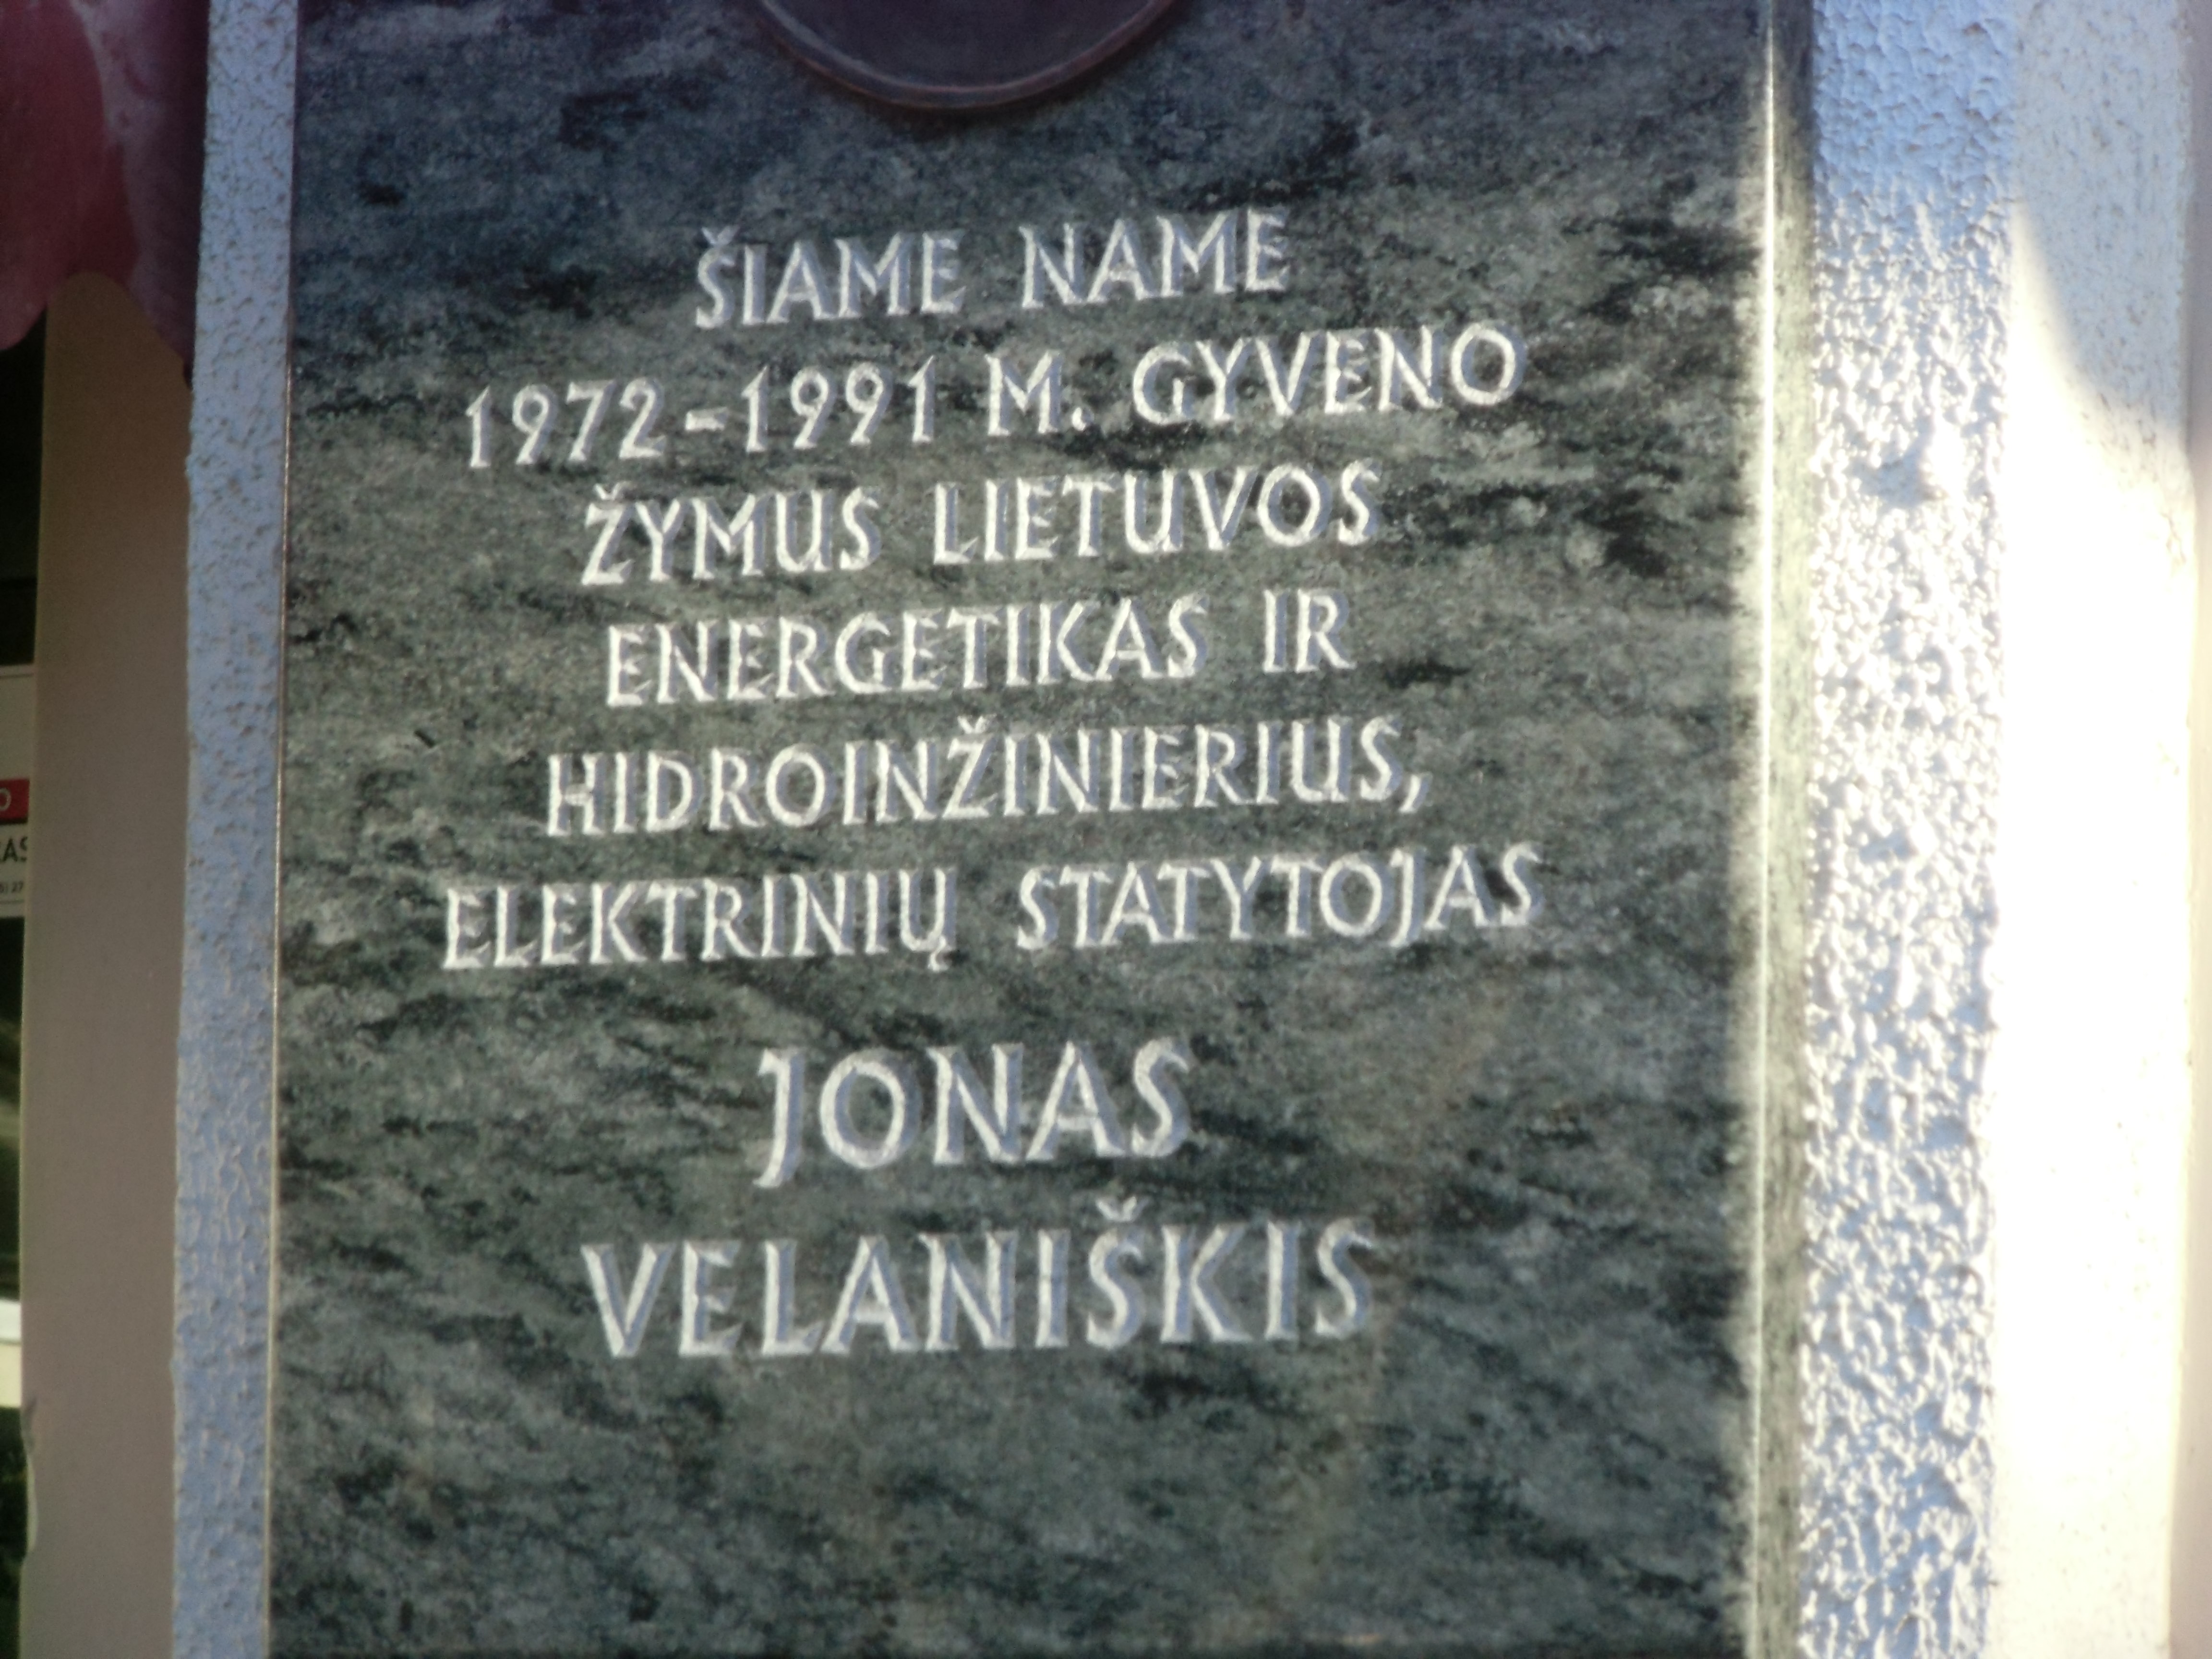 ŠIAME NAME
1972-1991 M. GYVENO
ŽYMUS LIETUVOS
ENERGETIKAS IR
HIDROINŽINIERIUS,
ELEKTRINIŲ STATYTOJAS
JONAS
VELANIŠKIS